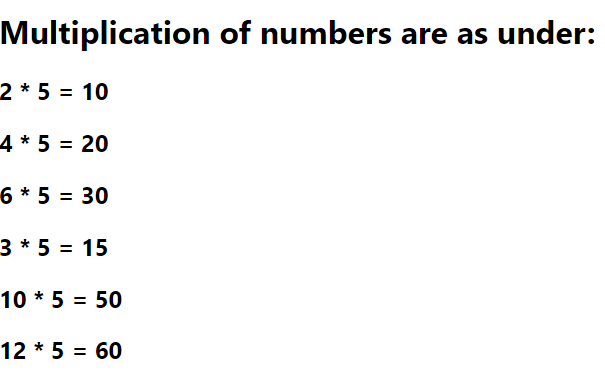 Multiplication of numbers are as under:
2 * 5 = 10
4 * 5 = 20
6 * 5 = 30
3 * 5 = 15
10 * 5 = 50
12 * 5 = 60